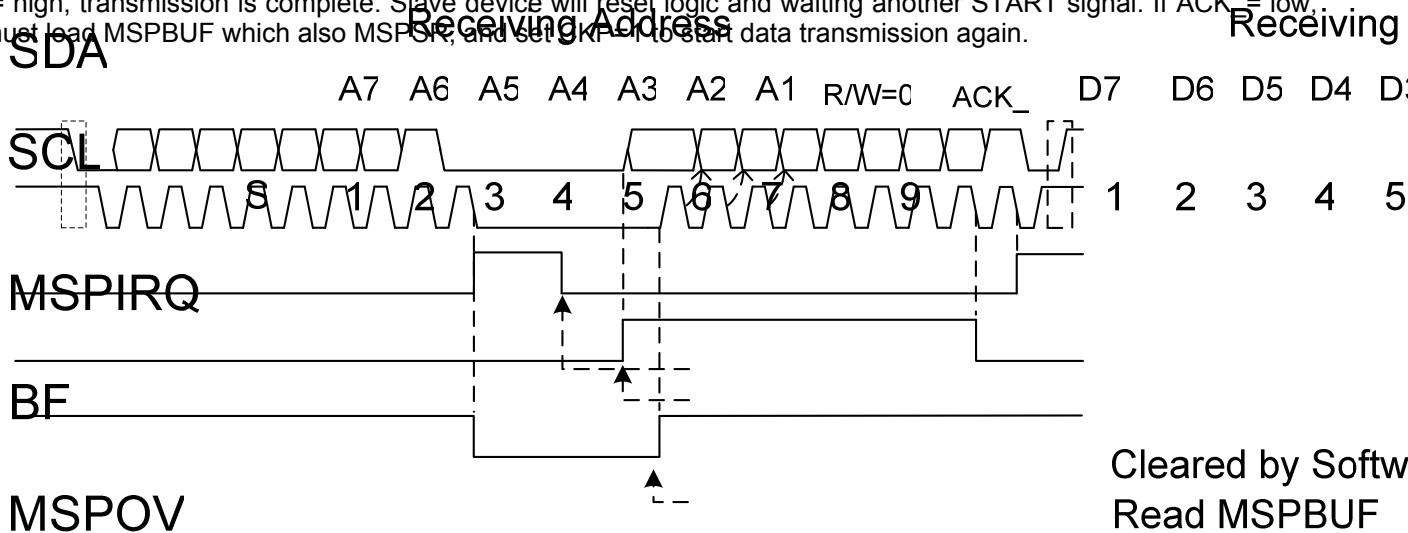 = high, transmission is complete. Slave device will reset logic and waiting another START signal. If ACK_= low,
must load MSPBUF which also MSPSR, and set CKP=1 to start data transmission again.
Receiving Address Receiving
SDA
A7 A6 A5 A4 A3 A2 A1 R/W=0 ACK_ D7 D6 D5 D4 D3
SCL
S 1 2 3 4 5 6 7 8 9 1 2 3 4 5
MSPIRQ
BF
Cleared by Softw
Read MSPBUF
MSPOV